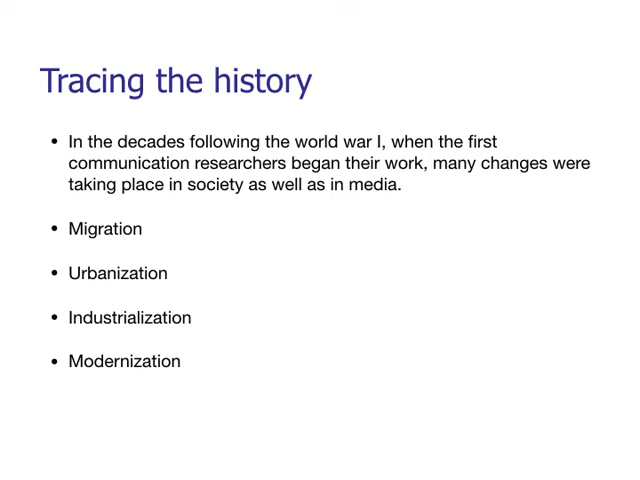 Tracing the history
• In the decades following the world war I, when the first
communication researchers began their work, many changes were
taking place in society as well as in media.
• Migration
• Urbanization
• Industrialization
• Modernization